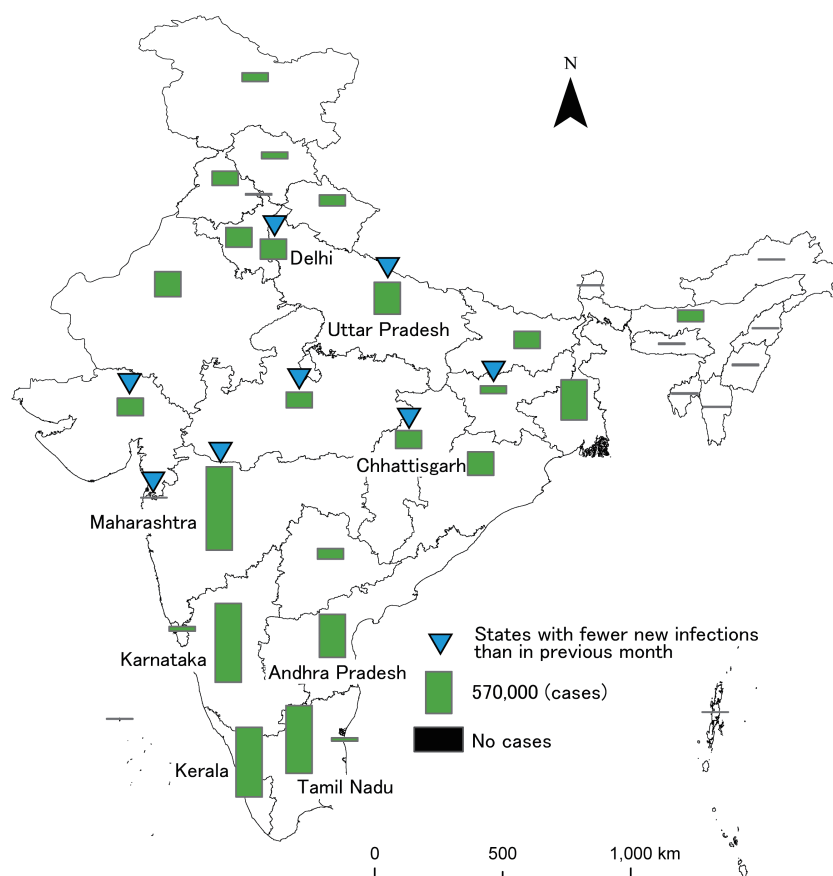 N
Delhi
Uttar Pradesh
Chhattisgarh
Maharashtra
Karnataka
Andhra Pradesh
Kerala
Tamil Nadu
States with fewer new infections
than in previous month
570,000 (cases)
No cases
0 500 1,000 km